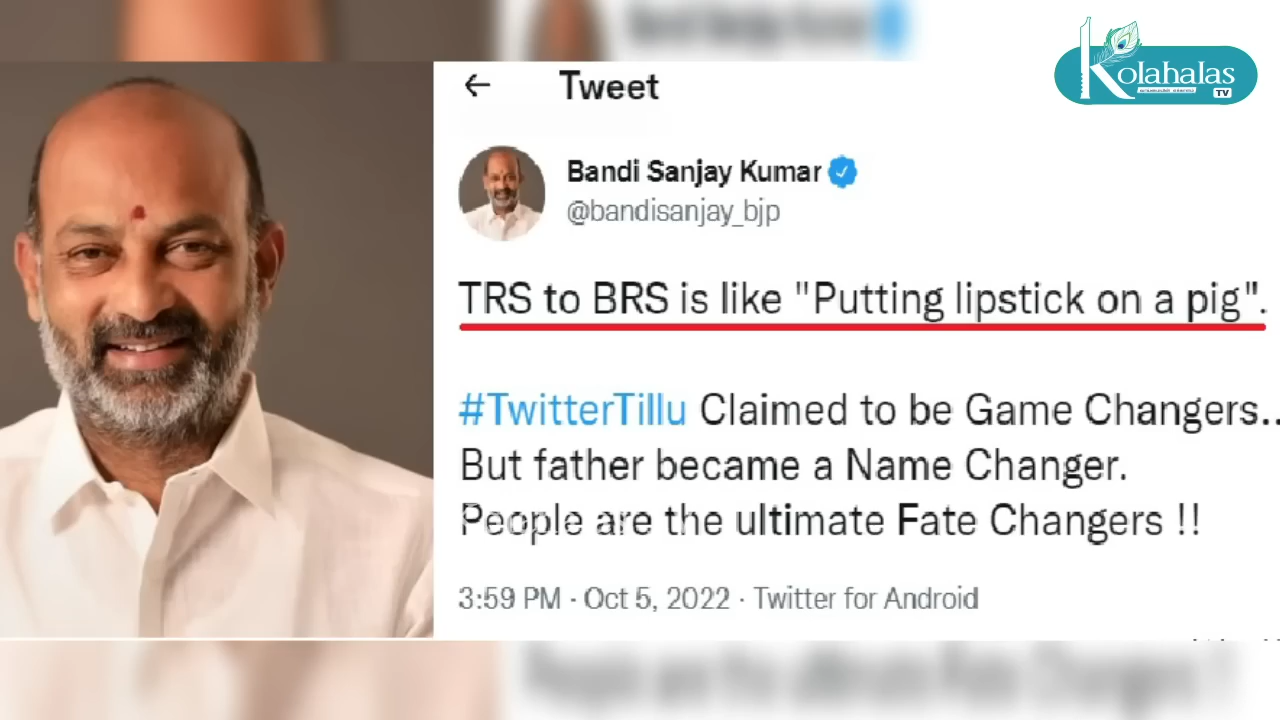 Kolahalas
TV
Tweet
Bandi Sanjay Kumar
@bandisanjay_bjp
TRS to BRS is like "Putting lipstick on a pig".
#TwitterTillu Claimed to be Game Changers..
But father became a Name Changer.
People are the ultimate Fate Changers !!
3:59 PM · Oct 5, 2022 · Twitter for Android